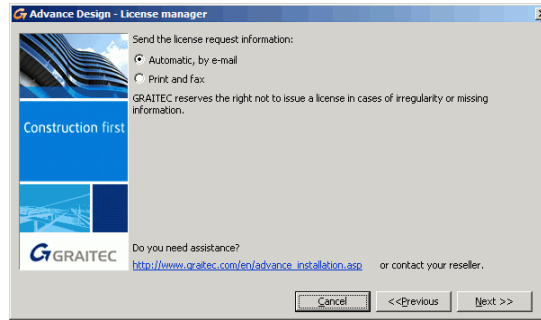 Advance Design - License manager
Send the license request information:
Automatic, by e-mail
Print and fax
GRAITEC reserves the right not to issue a license in cases of irregularity or missing
information.
Construction first
GRAITEC
Do you need assistance?
http://www.graitec.com/en/advance_installation.asp or contact your reseller.
Cancel <<Previous Next >>